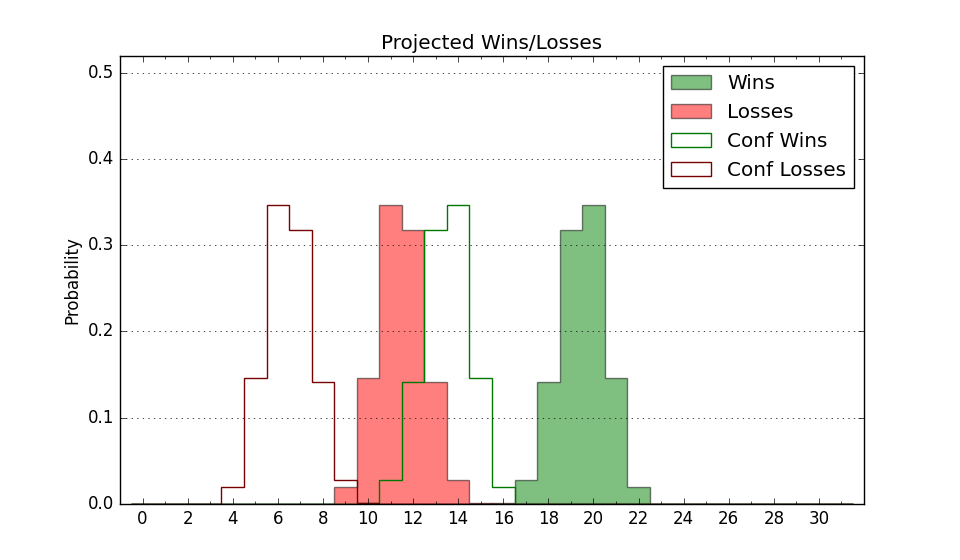 Projected Wins/Losses
0.5
0.4
0.3
0.2
0.1
0.0
Probability
Wins
Losses
Conf Wins
Conf Losses
0 2 4 6 8 10 12 14 16 18 20 22 24 26 28 30